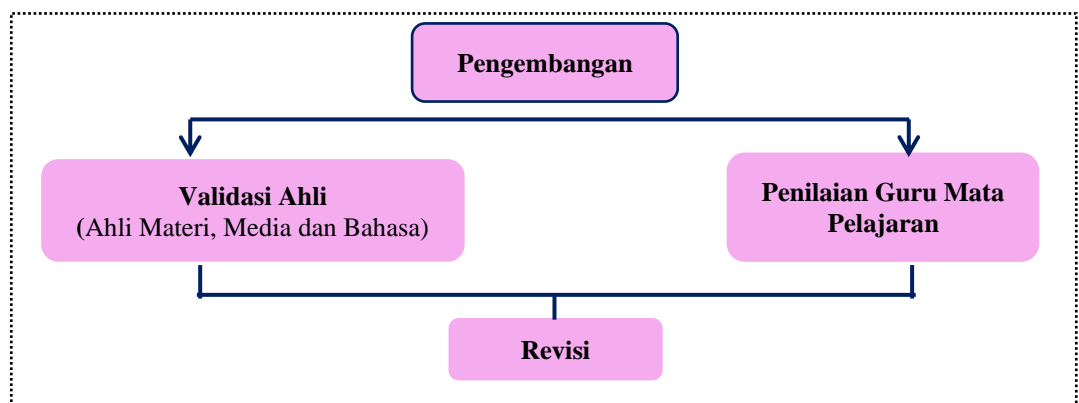 Pengembangan
Validasi Ahli
(Ahli Materi, Media dan Bahasa)
Penilaian Guru Mata
Pelajaran
Revisi